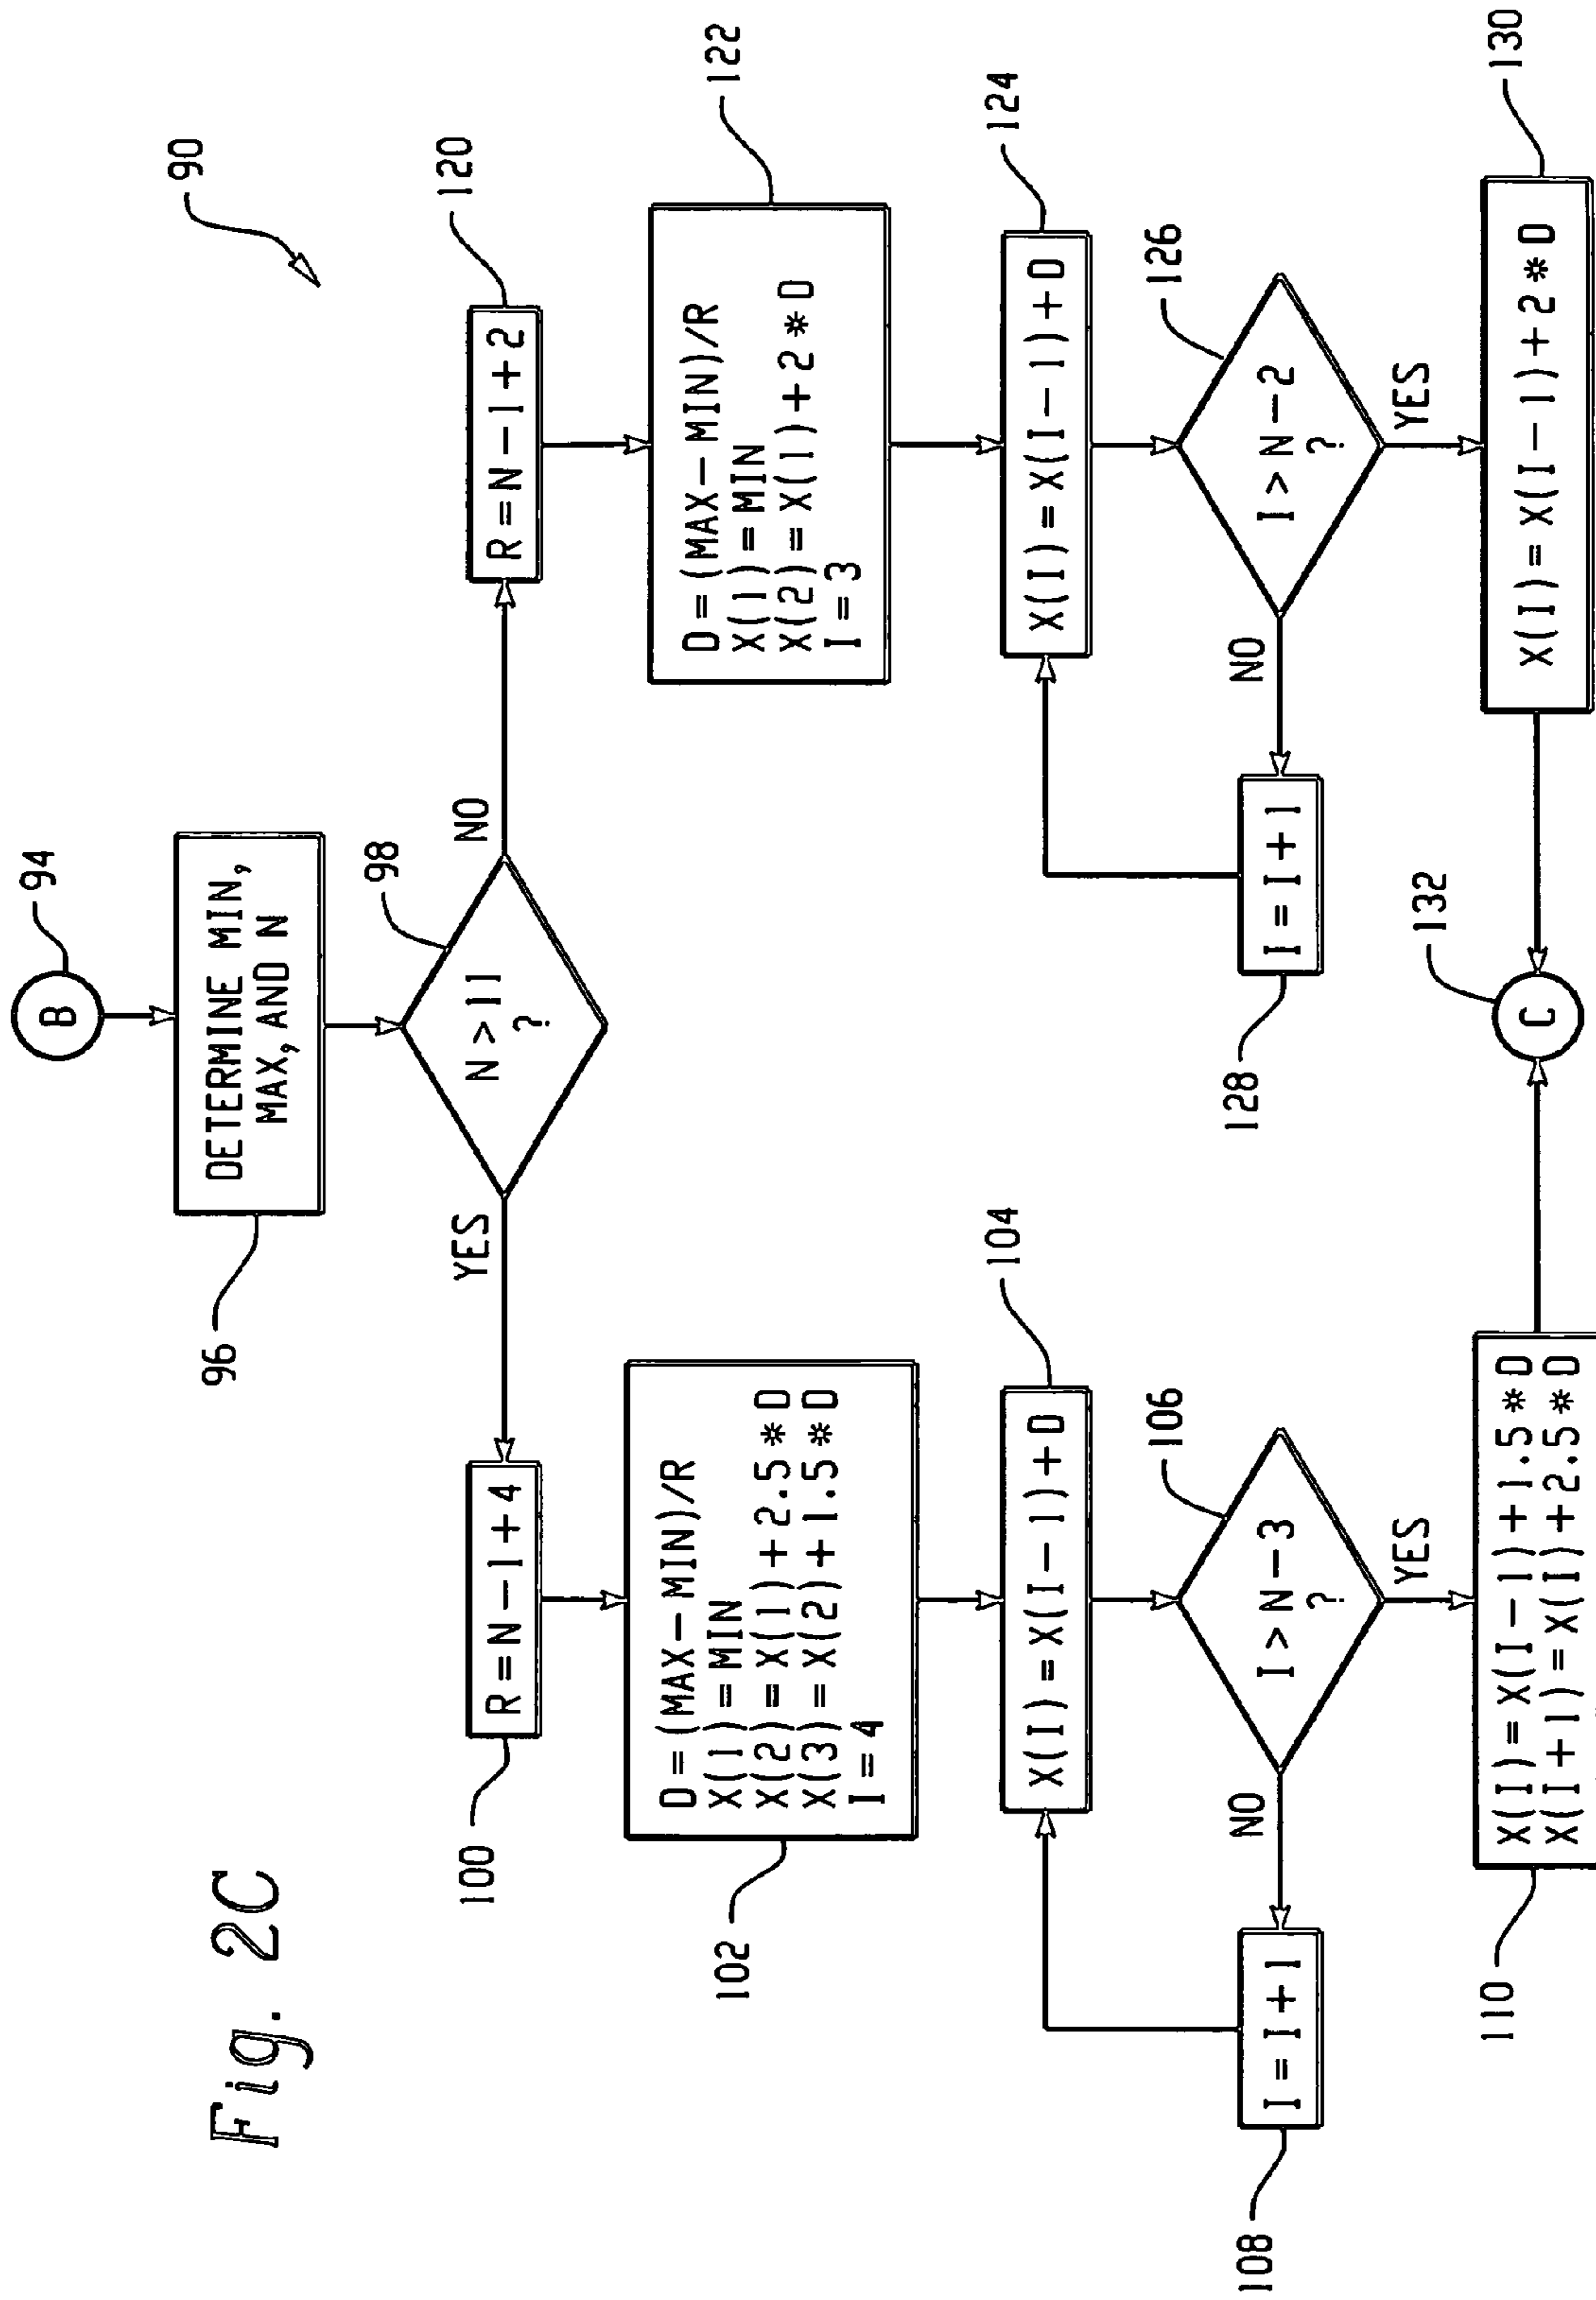 Fig. 2C
90
B
94
DETERMINE MIN,
MAX, AND N
96
N > 11
?
98
YES
NO
R = N - 1 + 4
100
D = (MAX - MIN)/R
X(1) = MIN
X(2) = X(1) + 2.5 * D
X(3) = X(2) + 1.5 * D
I = 4
102
X(I) = X(I - 1) + D
104
I > N - 3
?
106
NO
YES
I = I + 1
108
X(I) = X(I - 1) + 1.5 * D
X(I + 1) = X(I) + 2.5 * D
110
R = N - 1 + 2
120
D = (MAX - MIN)/R
X(1) = MIN
X(2) = X(1) + 2 * D
I = 3
122
X(I) = X(I - 1) + D
124
I > N - 2
?
126
NO
YES
I = I + 1
128
X(I) = X(I - 1) + 2 * D
130
C
132